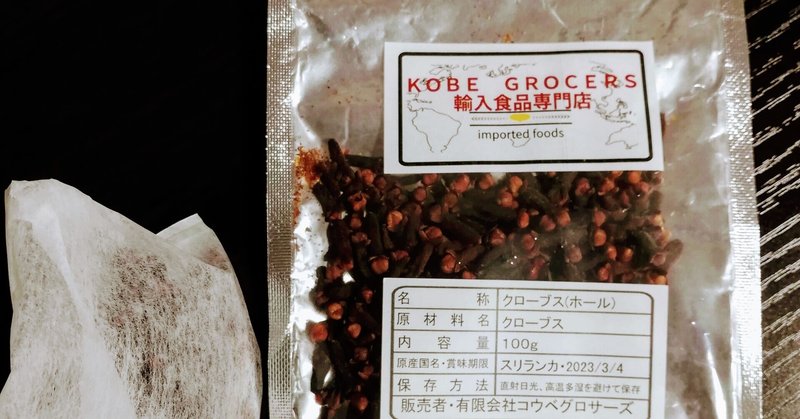 KOBE GROCERS
輸入食品専門店
imported foods
名 称 クローブス(ホール)
原 材 料 名 クローブス
内 容 量 100g
原産国名・賞味期限 スリランカ・2023/3/4
保 存 方 法 直射日光、高温多湿を避けて保存
販売者・有限会社コウベグロサーズ